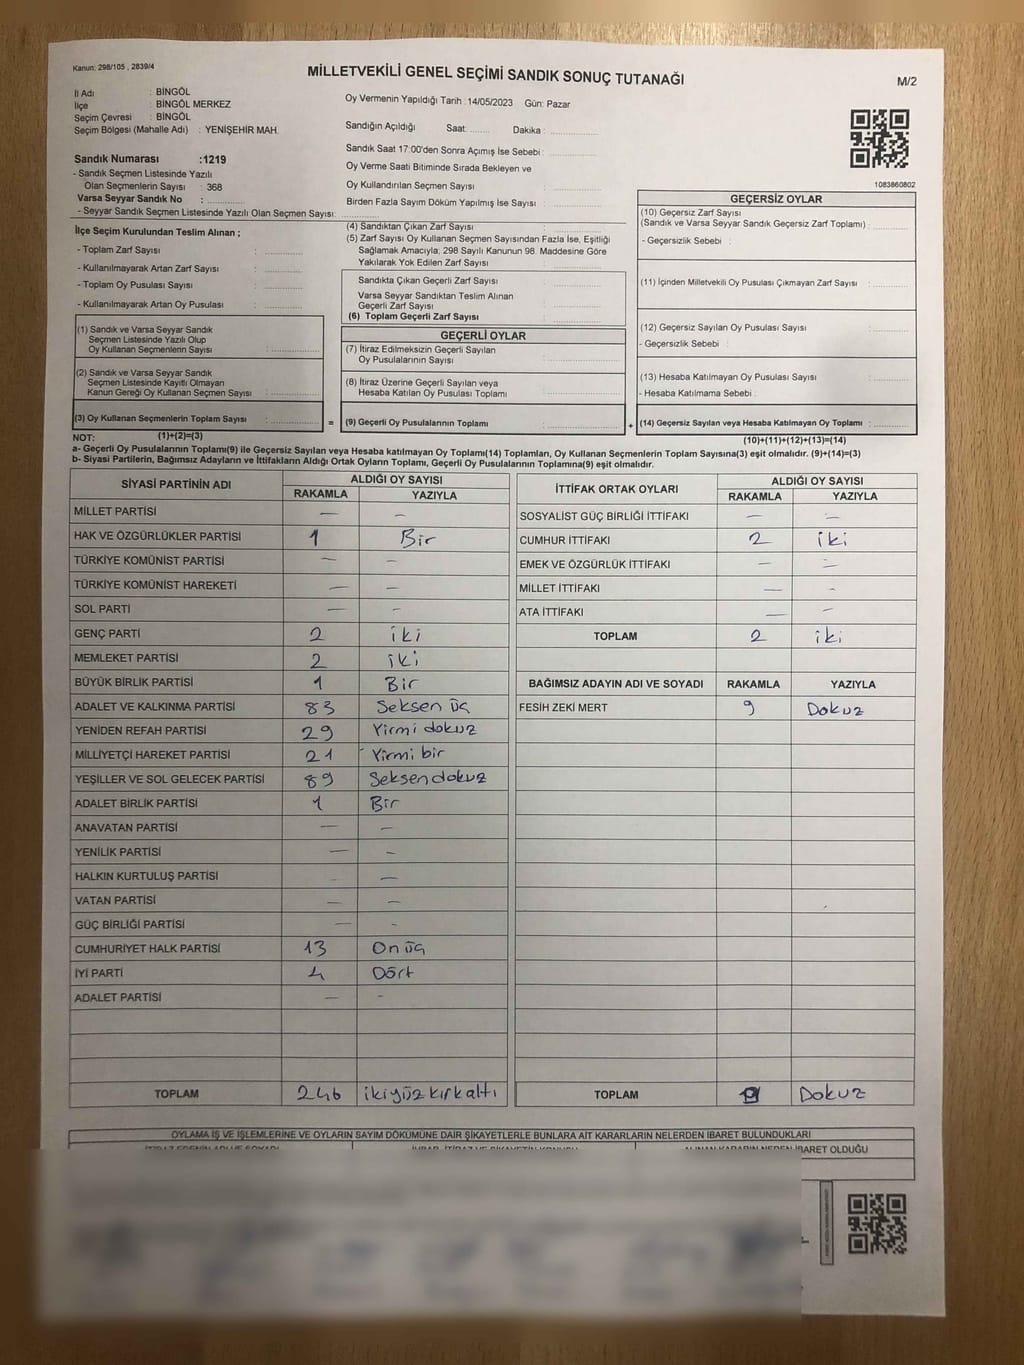 Kanun: 298/105 , 2839/4
MİLLETVEKİLİ GENEL SEÇİMİ SANDIK SONUÇ TUTANAĞI
M/2
İl Adı : BİNGÖL
İlçe : BİNGÖL MERKEZ
Seçim Çevresi : BİNGÖL
Seçim Bölgesi (Mahalle Adı) : YENİŞEHİR MAH.
Sandık Numarası :1219
- Sandık Seçmen Listesinde Yazılı
Olan Seçmenlerin Sayısı : 368
Varsa Seyyar Sandık No :
- Seyyar Sandık Seçmen Listesinde Yazılı Olan Seçmen Sayısı:
Oy Vermenin Yapıldığı Tarih : 14/05/2023 Gün: Pazar
Sandığın Açıldığı Saat: Dakika :
Sandık Saat 17:00'den Sonra Açımış İse Sebebi :
Oy Verme Saati Bitiminde Sırada Bekleyen ve
Oy Kullandırılan Seçmen Sayısı :
Birden Fazla Sayım Döküm Yapılmış İse Sayısı :
1083860802
İlçe Seçim Kurulundan Teslim Alınan ;
- Toplam Zarf Sayısı :
- Kullanılmayarak Artan Zarf Sayısı :
- Toplam Oy Pusulası Sayısı :
- Kullanılmayarak Artan Oy Pusulası :
(1) Sandık ve Varsa Seyyar Sandık
Seçmen Listesinde Yazılı Olup
Oy Kullanan Seçmenlerin Sayısı :
(2) Sandık ve Varsa Seyyar Sandık
Seçmen Listesinde Kayıtlı Olmayan
Kanun Gereği Oy Kullanan Seçmen Sayısı :
(3) Oy Kullanan Seçmenlerin Toplam Sayısı :
(1)+(2)=(3)
(4) Sandıktan Çıkan Zarf Sayısı :
(5) Zarf Sayısı Oy Kullanan Seçmen Sayısından Fazla İse, Eşitliği
Sağlamak Amacıyla; 298 Sayılı Kanunun 98. Maddesine Göre
Yakılarak Yok Edilen Zarf Sayısı :
Sandıkta Çıkan Geçerli Zarf Sayısı :
Varsa Seyyar Sandıktan Teslim Alınan
Geçerli Zarf Sayısı :
(6) Toplam Geçerli Zarf Sayısı :
GEÇERLİ OYLAR
(7) İtiraz Edilmeksizin Geçerli Sayılan
Oy Pusulalarının Sayısı :
(8) İtiraz Üzerine Geçerli Sayılan veya
Hesaba Katılan Oy Pusulası Toplamı :
= (9) Geçerli Oy Pusulalarının Toplamı :
GEÇERSİZ OYLAR
(10) Geçersiz Zarf Sayısı
(Sandık ve Varsa Seyyar Sandık Geçersiz Zarf Toplamı) :
- Geçersizlik Sebebi :
(11) İçinden Milletvekili Oy Pusulası Çıkmayan Zarf Sayısı :
(12) Geçersiz Sayılan Oy Pusulası Sayısı :
- Geçersizlik Sebebi :
(13) Hesaba Katılmayan Oy Pusulası Sayısı :
- Hesaba Katılmama Sebebi :
+ (14) Geçersiz Sayılan veya Hesaba Katılmayan Oy Toplamı :
(10)+(11)+(12)+(13)=(14)
NOT:
a- Geçerli Oy Pusulalarının Toplamı(9) ile Geçersiz Sayılan veya Hesaba katılmayan Oy Toplamı(14) Toplamları, Oy Kullanan Seçmenlerin Toplam Sayısına(3) eşit olmalıdır. (9)+(14)=(3)
b- Siyasi Partilerin, Bağımsız Adayların ve İttifakların Aldığı Ortak Oyların Toplamı, Geçerli Oy Pusulalarının Toplamına(9) eşit olmalıdır.
SİYASİ PARTİNİN ADI ALDIĞI OY SAYISI
RAKAMLA YAZIYLA
MİLLET PARTİSİ — —
HAK VE ÖZGÜRLÜKLER PARTİSİ 1 Bir
TÜRKİYE KOMÜNİST PARTİSİ — —
TÜRKİYE KOMÜNİST HAREKETİ — —
SOL PARTİ — —
GENÇ PARTİ 2 iki
MEMLEKET PARTİSİ 2 iki
BÜYÜK BİRLİK PARTİSİ 1 Bir
ADALET VE KALKINMA PARTİSİ 83 Seksen üç
YENİDEN REFAH PARTİSİ 29 Yirmi dokuz
MİLLİYETÇİ HAREKET PARTİSİ 21 Yirmi bir
YEŞİLLER VE SOL GELECEK PARTİSİ 89 Seksen dokuz
ADALET BİRLİK PARTİSİ 1 Bir
ANAVATAN PARTİSİ — —
YENİLİK PARTİSİ — —
HALKIN KURTULUŞ PARTİSİ — —
VATAN PARTİSİ — —
GÜÇ BİRLİĞİ PARTİSİ — —
CUMHURİYET HALK PARTİSİ 13 On üç
İYİ PARTİ 4 Dört
ADALET PARTİSİ — —
TOPLAM 246 ikiyüz kırkaltı
İTTİFAK ORTAK OYLARI ALDIĞI OY SAYISI
RAKAMLA YAZIYLA
SOSYALİST GÜÇ BİRLİĞİ İTTİFAKI — —
CUMHUR İTTİFAKI 2 iki
EMEK VE ÖZGÜRLÜK İTTİFAKI — —
MİLLET İTTİFAKI — —
ATA İTTİFAKI — —
TOPLAM 2 iki
BAĞIMSIZ ADAYIN ADI VE SOYADI RAKAMLA YAZIYLA
FESİH ZEKİ MERT 9 Dokuz
TOPLAM 9 Dokuz
OYLAMA İŞ VE İŞLEMLERİNE VE OYLARIN SAYIM DÖKÜMÜNE DAİR ŞİKAYETLERLE BUNLARA AİT KARARLARIN NELERDEN İBARET BULUNDUKLARI
İBARET OLDUĞU